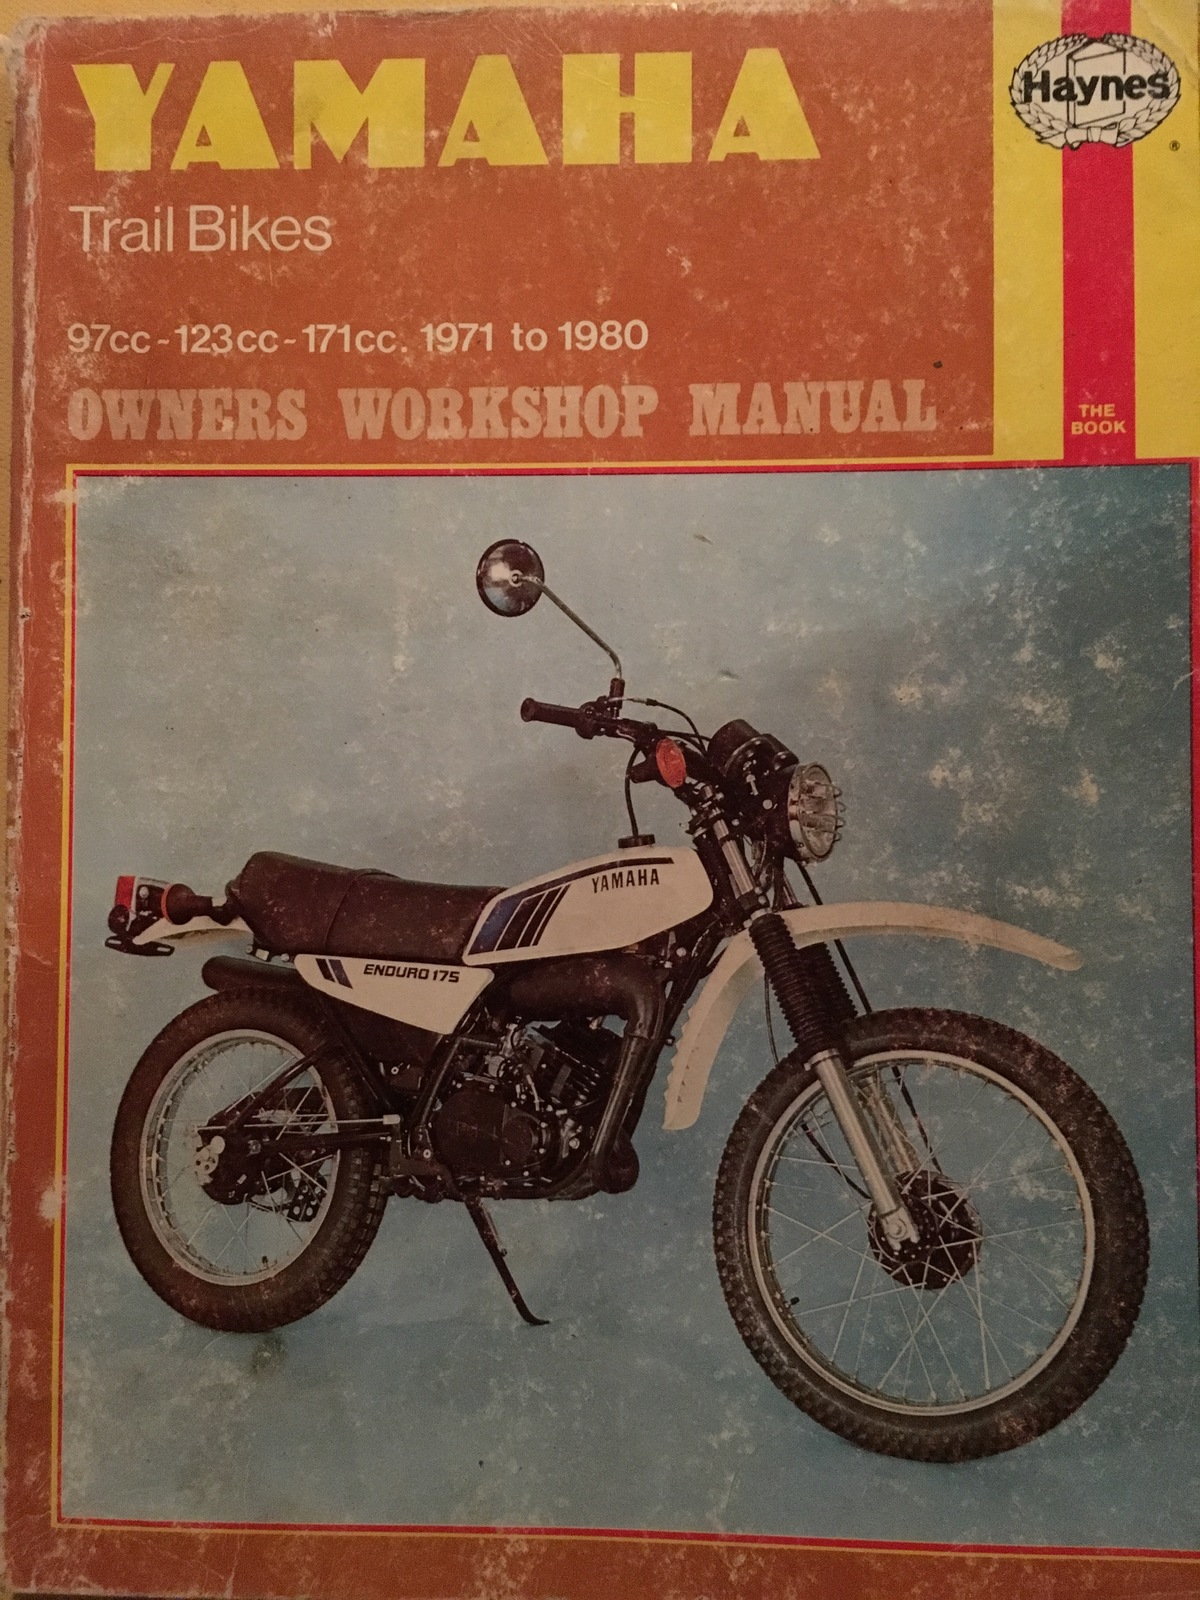 YAMAHA
Haynes
®
Trail Bikes
97cc ~ 123cc ~ 171cc. 1971 to 1980
OWNERS WORKSHOP MANUAL
THE
BOOK
YAMAHA
ENDURO 175